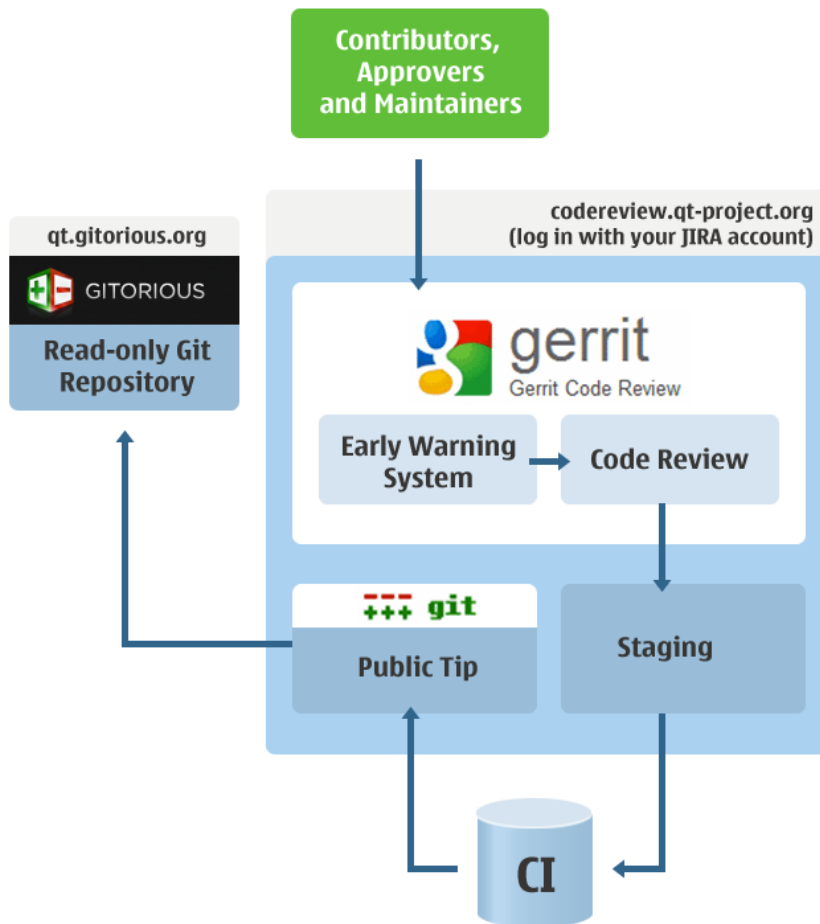 Contributors,
Approvers
and Maintainers
codereview.qt-project.org
(log in with your JIRA account)
qt.gitorious.org
GITORIOUS
Read-only Git
Repository
gerrit
Gerrit Code Review
Early Warning
System
Code Review
git
Public Tip
Staging
CI